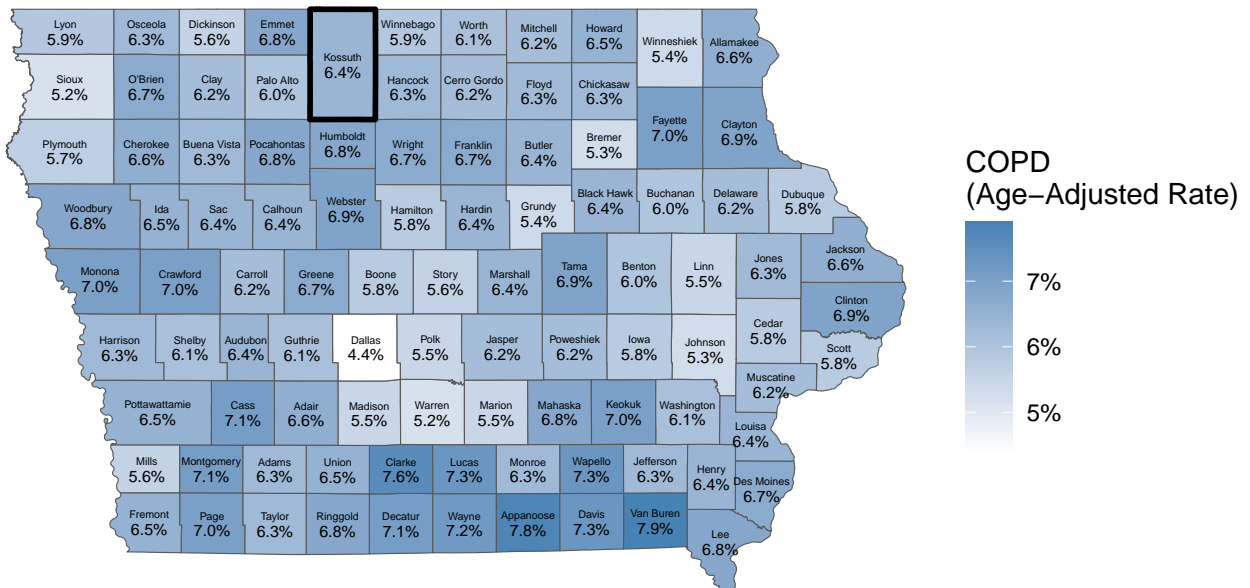 Lyon
5.9%
Osceola
6.3%
Dickinson
5.6%
Emmet
6.8%
Kossuth
6.4%
Winnebago
5.9%
Worth
6.1%
Mitchell
6.2%
Howard
6.5%
Winneshiek
5.4%
Allamakee
6.6%
Sioux
5.2%
O'Brien
6.7%
Clay
6.2%
Palo Alto
6.0%
Hancock
6.3%
Cerro Gordo
6.2%
Floyd
6.3%
Chickasaw
6.3%
Fayette
7.0%
Clayton
6.9%
Plymouth
5.7%
Cherokee
6.6%
Buena Vista
6.3%
Pocahontas
6.8%
Humboldt
6.8%
Wright
6.7%
Franklin
6.7%
Butler
6.4%
Bremer
5.3%
Woodbury
6.8%
Ida
6.5%
Sac
6.4%
Calhoun
6.4%
Webster
6.9%
Hamilton
5.8%
Hardin
6.4%
Grundy
5.4%
Black Hawk
6.4%
Buchanan
6.0%
Delaware
6.2%
Dubuque
5.8%
Monona
7.0%
Crawford
7.0%
Carroll
6.2%
Greene
6.7%
Boone
5.8%
Story
5.6%
Marshall
6.4%
Tama
6.9%
Benton
6.0%
Linn
5.5%
Jones
6.3%
Jackson
6.6%
Clinton
6.9%
Harrison
6.3%
Shelby
6.1%
Audubon
6.4%
Guthrie
6.1%
Dallas
4.4%
Polk
5.5%
Jasper
6.2%
Poweshiek
6.2%
Iowa
5.8%
Johnson
5.3%
Cedar
5.8%
Scott
5.8%
Muscatine
6.2%
Pottawattamie
6.5%
Cass
7.1%
Adair
6.6%
Madison
5.5%
Warren
5.2%
Marion
5.5%
Mahaska
6.8%
Keokuk
7.0%
Washington
6.1%
Louisa
6.4%
Mills
5.6%
Montgomery
7.1%
Adams
6.3%
Union
6.5%
Clarke
7.6%
Lucas
7.3%
Monroe
6.3%
Wapello
7.3%
Jefferson
6.3%
Henry
6.4%
Des Moines
6.7%
Fremont
6.5%
Page
7.0%
Taylor
6.3%
Ringgold
6.8%
Decatur
7.1%
Wayne
7.2%
Appanoose
7.8%
Davis
7.3%
Van Buren
7.9%
Lee
6.8%
COPD
(Age−Adjusted Rate)
7%
6%
5%